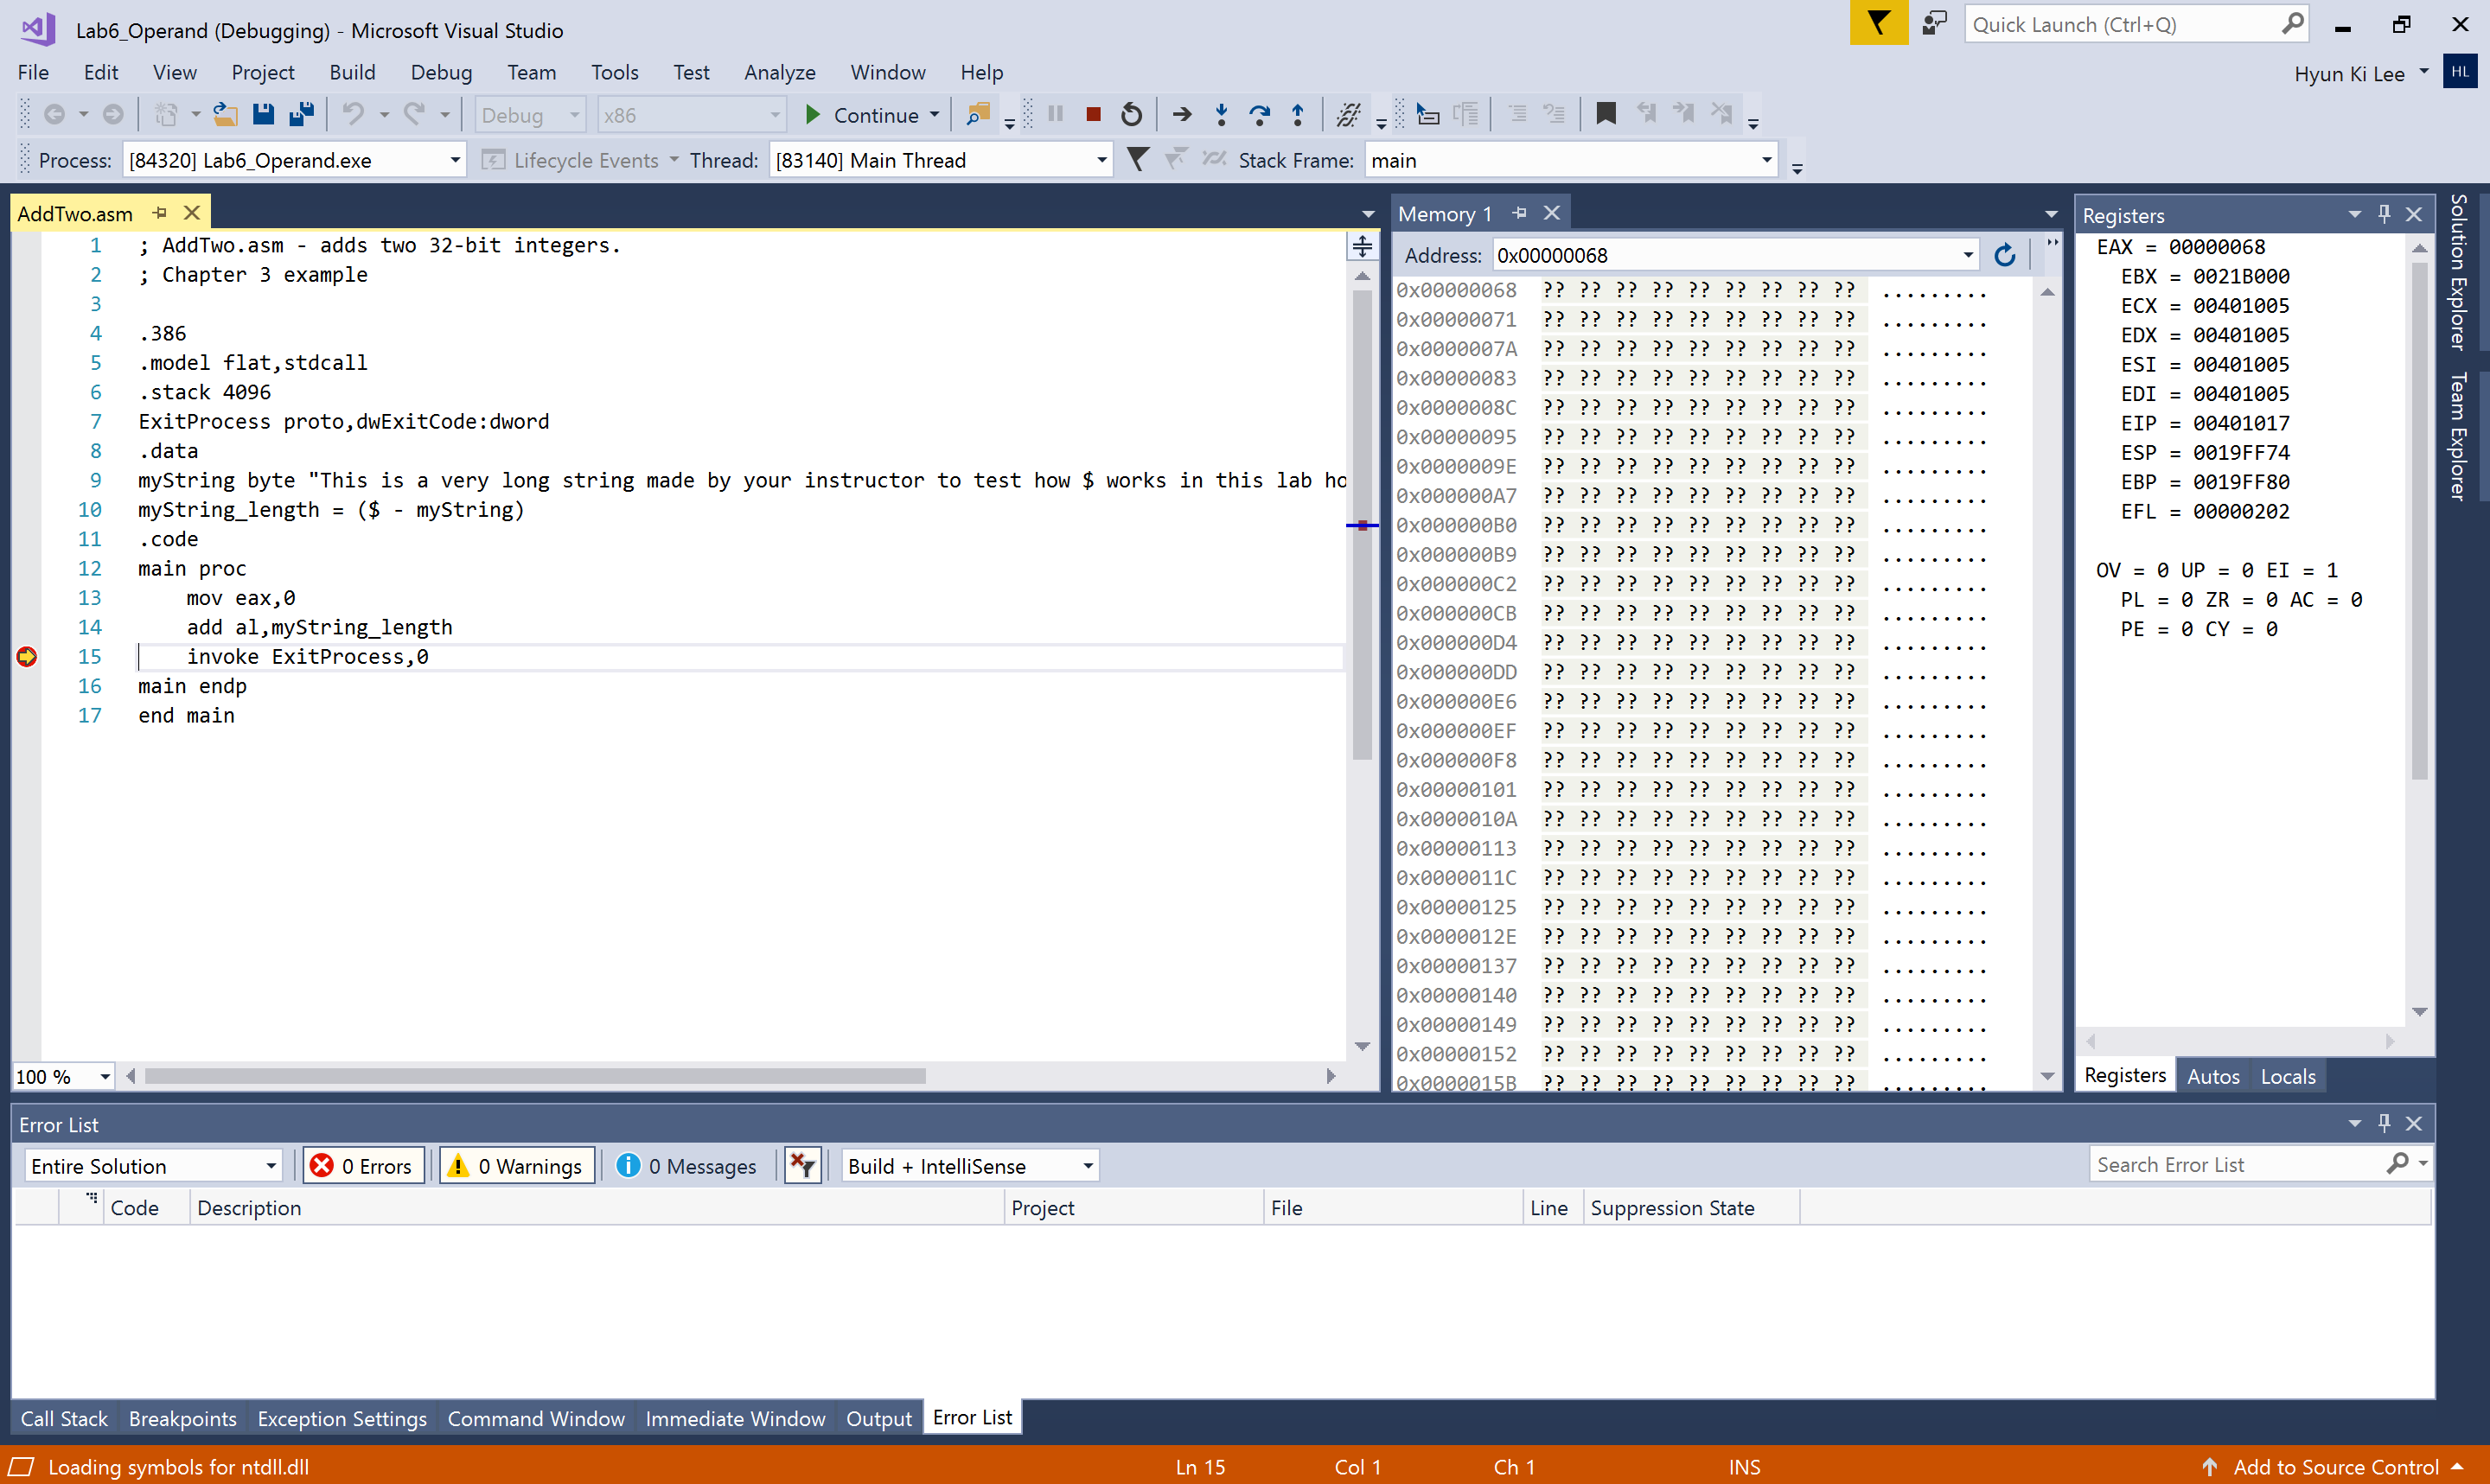 Lab6_Operand (Debugging) - Microsoft Visual Studio
Quick Launch (Ctrl+Q)
File Edit View Project Build Debug Team Tools Test Analyze Window Help
Hyun Ki Lee HL
Debug x86 Continue
Process: [84320] Lab6_Operand.exe Lifecycle Events Thread: [83140] Main Thread Stack Frame: main
AddTwo.asm
1 ; AddTwo.asm - adds two 32-bit integers.
2 ; Chapter 3 example
3
4 .386
5 .model flat,stdcall
6 .stack 4096
7 ExitProcess proto,dwExitCode:dword
8 .data
9 myString byte "This is a very long string made by your instructor to test how $ works in this lab ho
10 myString_length = ($ - myString)
11 .code
12 main proc
13 mov eax,0
14 add al,myString_length
15 invoke ExitProcess,0
16 main endp
17 end main
100 %
Memory 1
Address: 0x00000068
0x00000068 ?? ?? ?? ?? ?? ?? ?? ?? ?? .........
0x00000071 ?? ?? ?? ?? ?? ?? ?? ?? ?? .........
0x0000007A ?? ?? ?? ?? ?? ?? ?? ?? ?? .........
0x00000083 ?? ?? ?? ?? ?? ?? ?? ?? ?? .........
0x0000008C ?? ?? ?? ?? ?? ?? ?? ?? ?? .........
0x00000095 ?? ?? ?? ?? ?? ?? ?? ?? ?? .........
0x0000009E ?? ?? ?? ?? ?? ?? ?? ?? ?? .........
0x000000A7 ?? ?? ?? ?? ?? ?? ?? ?? ?? .........
0x000000B0 ?? ?? ?? ?? ?? ?? ?? ?? ?? .........
0x000000B9 ?? ?? ?? ?? ?? ?? ?? ?? ?? .........
0x000000C2 ?? ?? ?? ?? ?? ?? ?? ?? ?? .........
0x000000CB ?? ?? ?? ?? ?? ?? ?? ?? ?? .........
0x000000D4 ?? ?? ?? ?? ?? ?? ?? ?? ?? .........
0x000000DD ?? ?? ?? ?? ?? ?? ?? ?? ?? .........
0x000000E6 ?? ?? ?? ?? ?? ?? ?? ?? ?? .........
0x000000EF ?? ?? ?? ?? ?? ?? ?? ?? ?? .........
0x000000F8 ?? ?? ?? ?? ?? ?? ?? ?? ?? .........
0x00000101 ?? ?? ?? ?? ?? ?? ?? ?? ?? .........
0x0000010A ?? ?? ?? ?? ?? ?? ?? ?? ?? .........
0x00000113 ?? ?? ?? ?? ?? ?? ?? ?? ?? .........
0x0000011C ?? ?? ?? ?? ?? ?? ?? ?? ?? .........
0x00000125 ?? ?? ?? ?? ?? ?? ?? ?? ?? .........
0x0000012E ?? ?? ?? ?? ?? ?? ?? ?? ?? .........
0x00000137 ?? ?? ?? ?? ?? ?? ?? ?? ?? .........
0x00000140 ?? ?? ?? ?? ?? ?? ?? ?? ?? .........
0x00000149 ?? ?? ?? ?? ?? ?? ?? ?? ?? .........
0x00000152 ?? ?? ?? ?? ?? ?? ?? ?? ?? .........
0x0000015B ?? ?? ?? ?? ?? ?? ?? ?? ?? .........
Registers
EAX = 00000068
EBX = 0021B000
ECX = 00401005
EDX = 00401005
ESI = 00401005
EDI = 00401005
EIP = 00401017
ESP = 0019FF74
EBP = 0019FF80
EFL = 00000202
OV = 0 UP = 0 EI = 1
PL = 0 ZR = 0 AC = 0
PE = 0 CY = 0
Registers Autos Locals
Solution Explorer
Team Explorer
Error List
Entire Solution 0 Errors 0 Warnings 0 Messages Build + IntelliSense Search Error List
Code Description Project File Line Suppression State
Call Stack Breakpoints Exception Settings Command Window Immediate Window Output Error List
Loading symbols for ntdll.dll Ln 15 Col 1 Ch 1 INS Add to Source Control